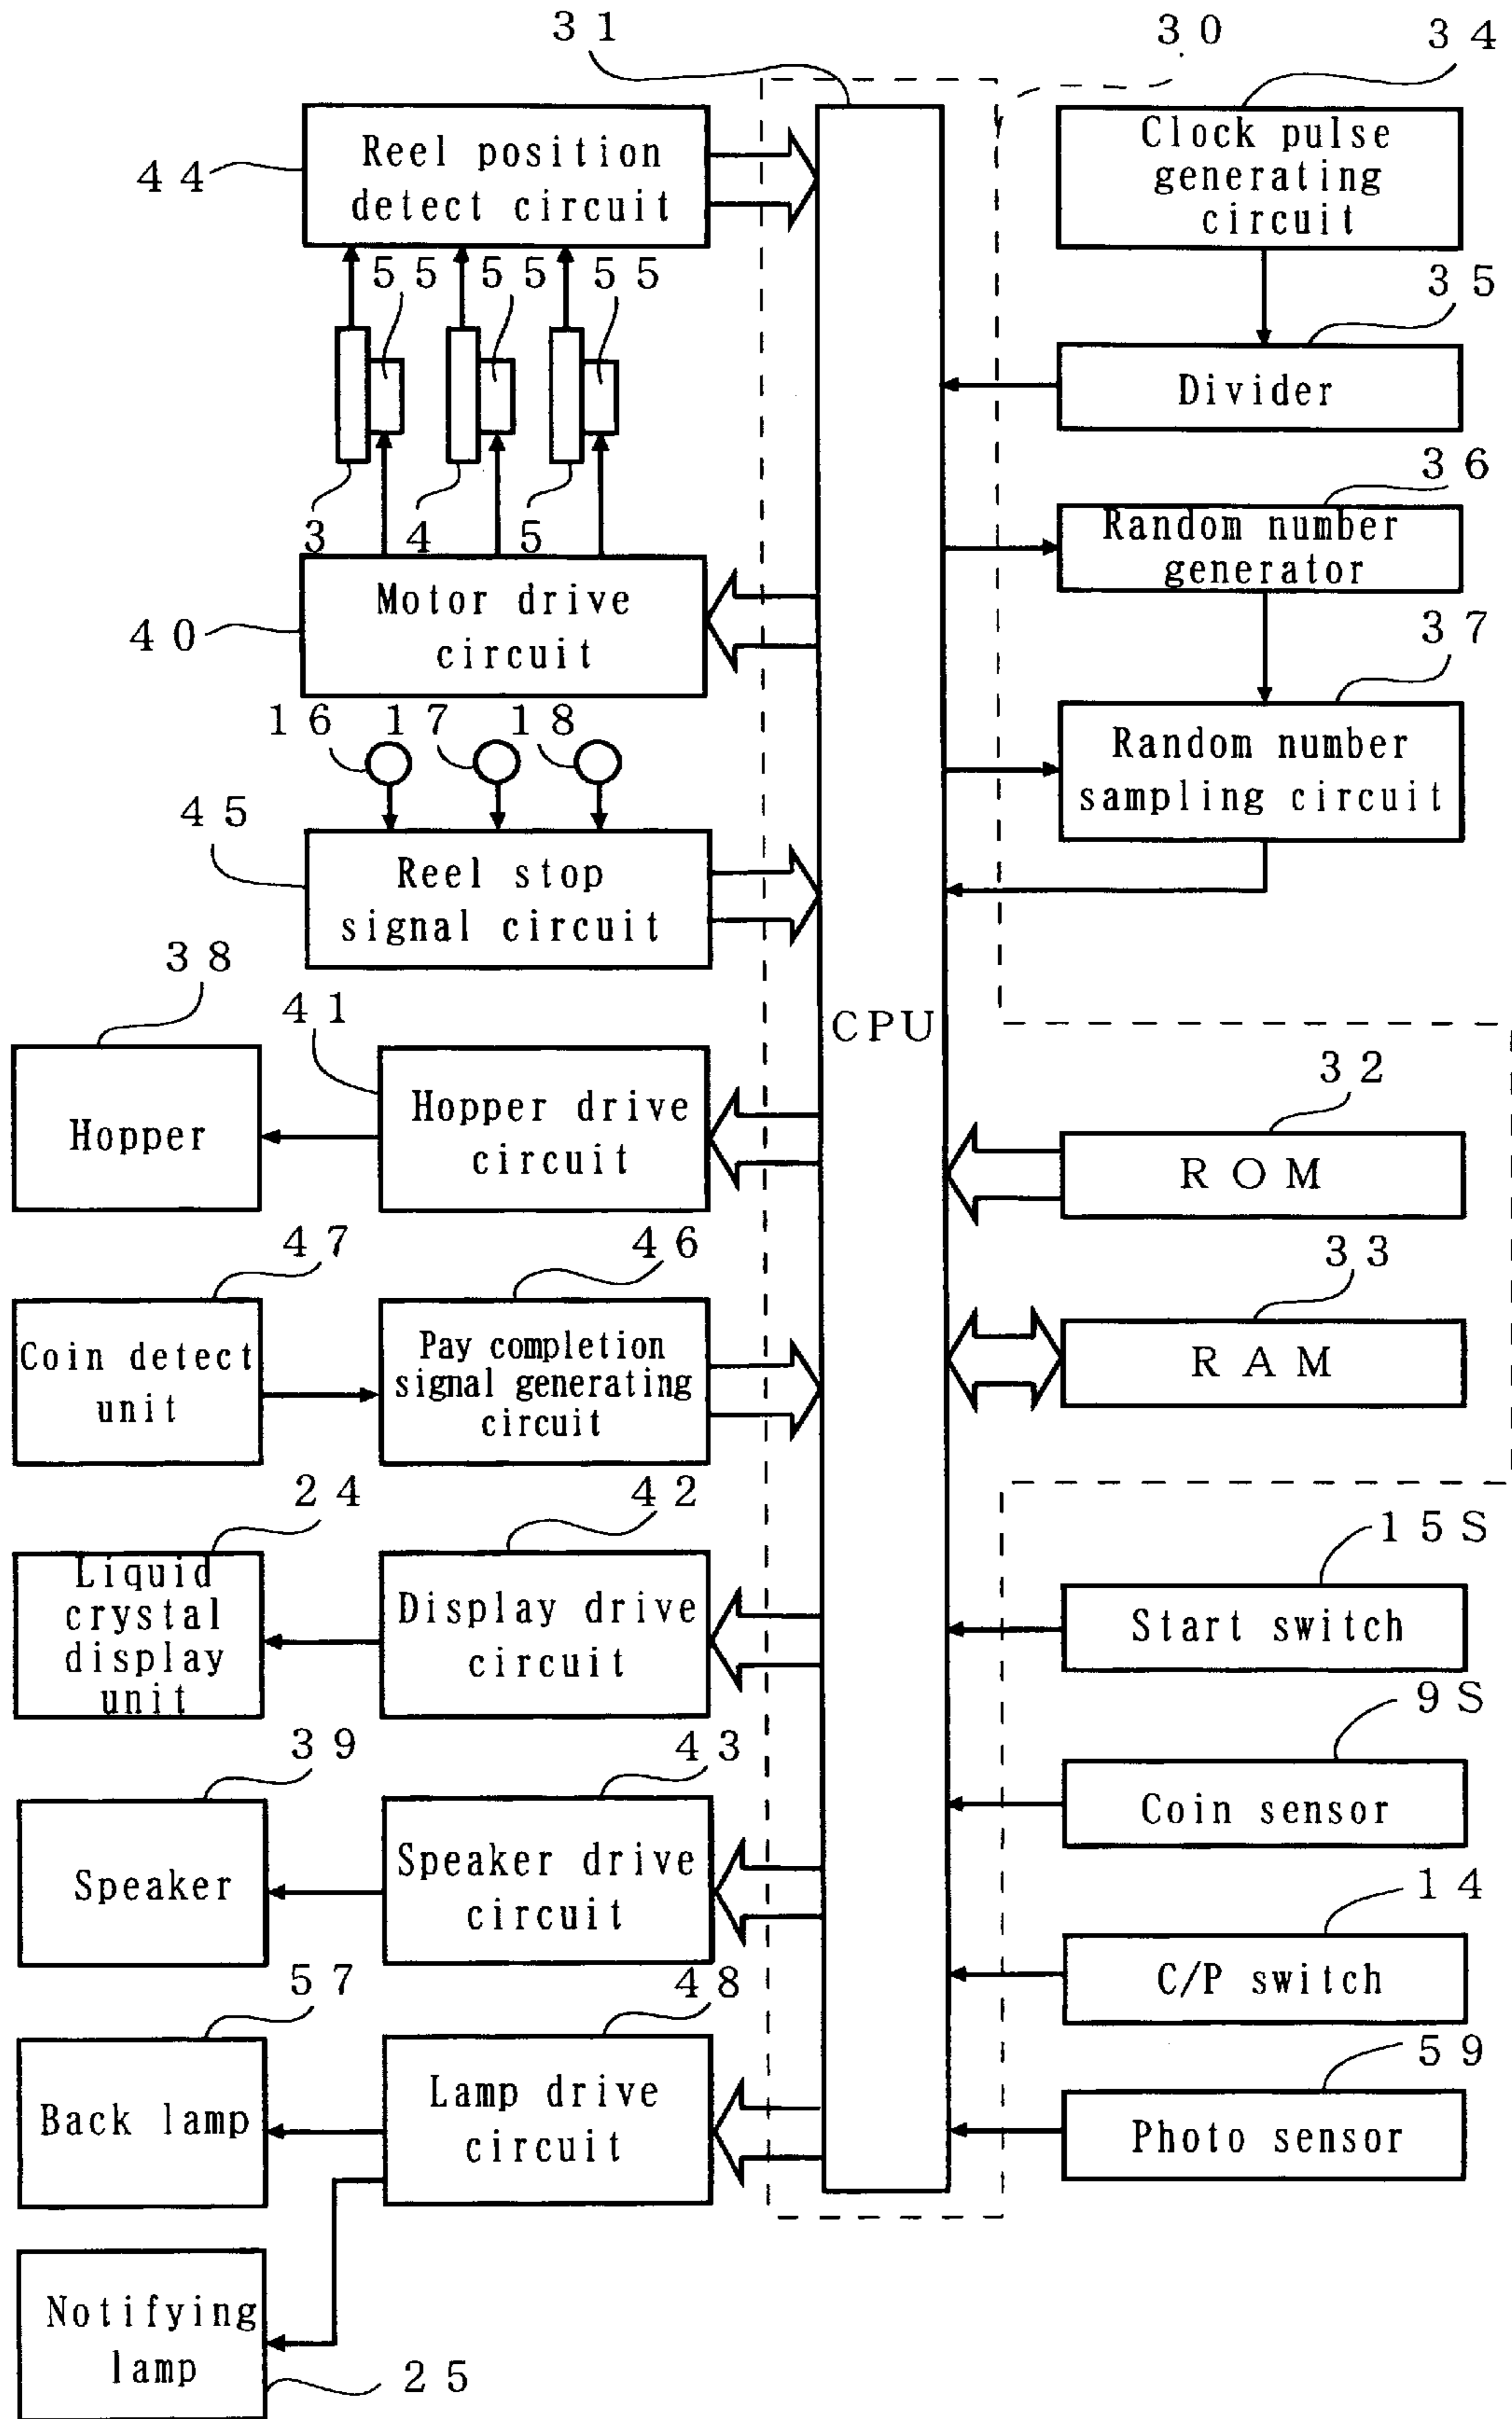 31
30
34
44
Reel position
detect circuit
Clock pulse
generating
circuit
55
55
55
35
Divider
3
4
5
36
Random number
generator
40
Motor drive
circuit
37
Random number
sampling circuit
16
17
18
45
Reel stop
signal circuit
CPU
38
Hopper
41
Hopper drive
circuit
32
ROM
47
Coin detect
unit
46
Pay completion
signal generating
circuit
33
RAM
24
Liquid
crystal
display
unit
42
Display drive
circuit
15S
Start switch
39
Speaker
43
Speaker drive
circuit
9S
Coin sensor
14
C/P switch
57
Back lamp
48
Lamp drive
circuit
59
Photo sensor
Notifying
lamp
25